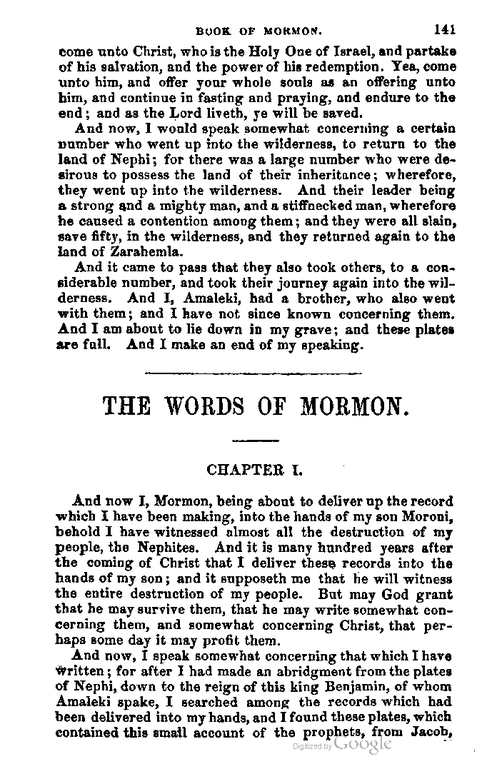 BOOK OF MORMON. 141
come unto Christ, who is the Holy One of Israel, and partake
of his salvation, and the power of his redemption. Yea, come
unto him, and offer your whole souls as an offering unto
him, and continue in fasting and praying, and endure to the
end; and as the Lord liveth, ye will be saved.
And now, I would speak somewhat concerning a certain
number who went up into the wilderness, to return to the
land of Nephi; for there was a large number who were de-
sirous to possess the land of their inheritance; wherefore,
they went up into the wilderness. And their leader being
a strong and a mighty man, and a stiffnecked man, wherefore
he caused a contention among them; and they were all slain,
save fifty, in the wilderness, and they returned again to the
land of Zarahemla.
And it came to pass that they also took others, to a con-
siderable number, and took their journey again into the wil-
derness. And I, Amaleki, had a brother, who also went
with them; and I have not since known concerning them.
And I am about to lie down in my grave; and these plates
are full. And I make an end of my speaking.
THE WORDS OF MORMON.
CHAPTER I.
And now I, Mormon, being about to deliver up the record
which I have been making, into the hands of my son Moroni,
behold I have witnessed almost all the destruction of my
people, the Nephites. And it is many hundred years after
the coming of Christ that I deliver these records into the
hands of my son; and it supposeth me that he will witness
the entire destruction of my people. But may God grant
that he may survive them, that he may write somewhat con-
cerning them, and somewhat concerning Christ, that per-
haps some day it may profit them.
And now, I speak somewhat concerning that which I have
written; for after I had made an abridgment from the plates
of Nephi, down to the reign of this king Benjamin, of whom
Amaleki spake, I searched among the records which had
been delivered into my hands, and I found these plates, which
contained this small account of the prophets, from Jacob,
Digitized by Google